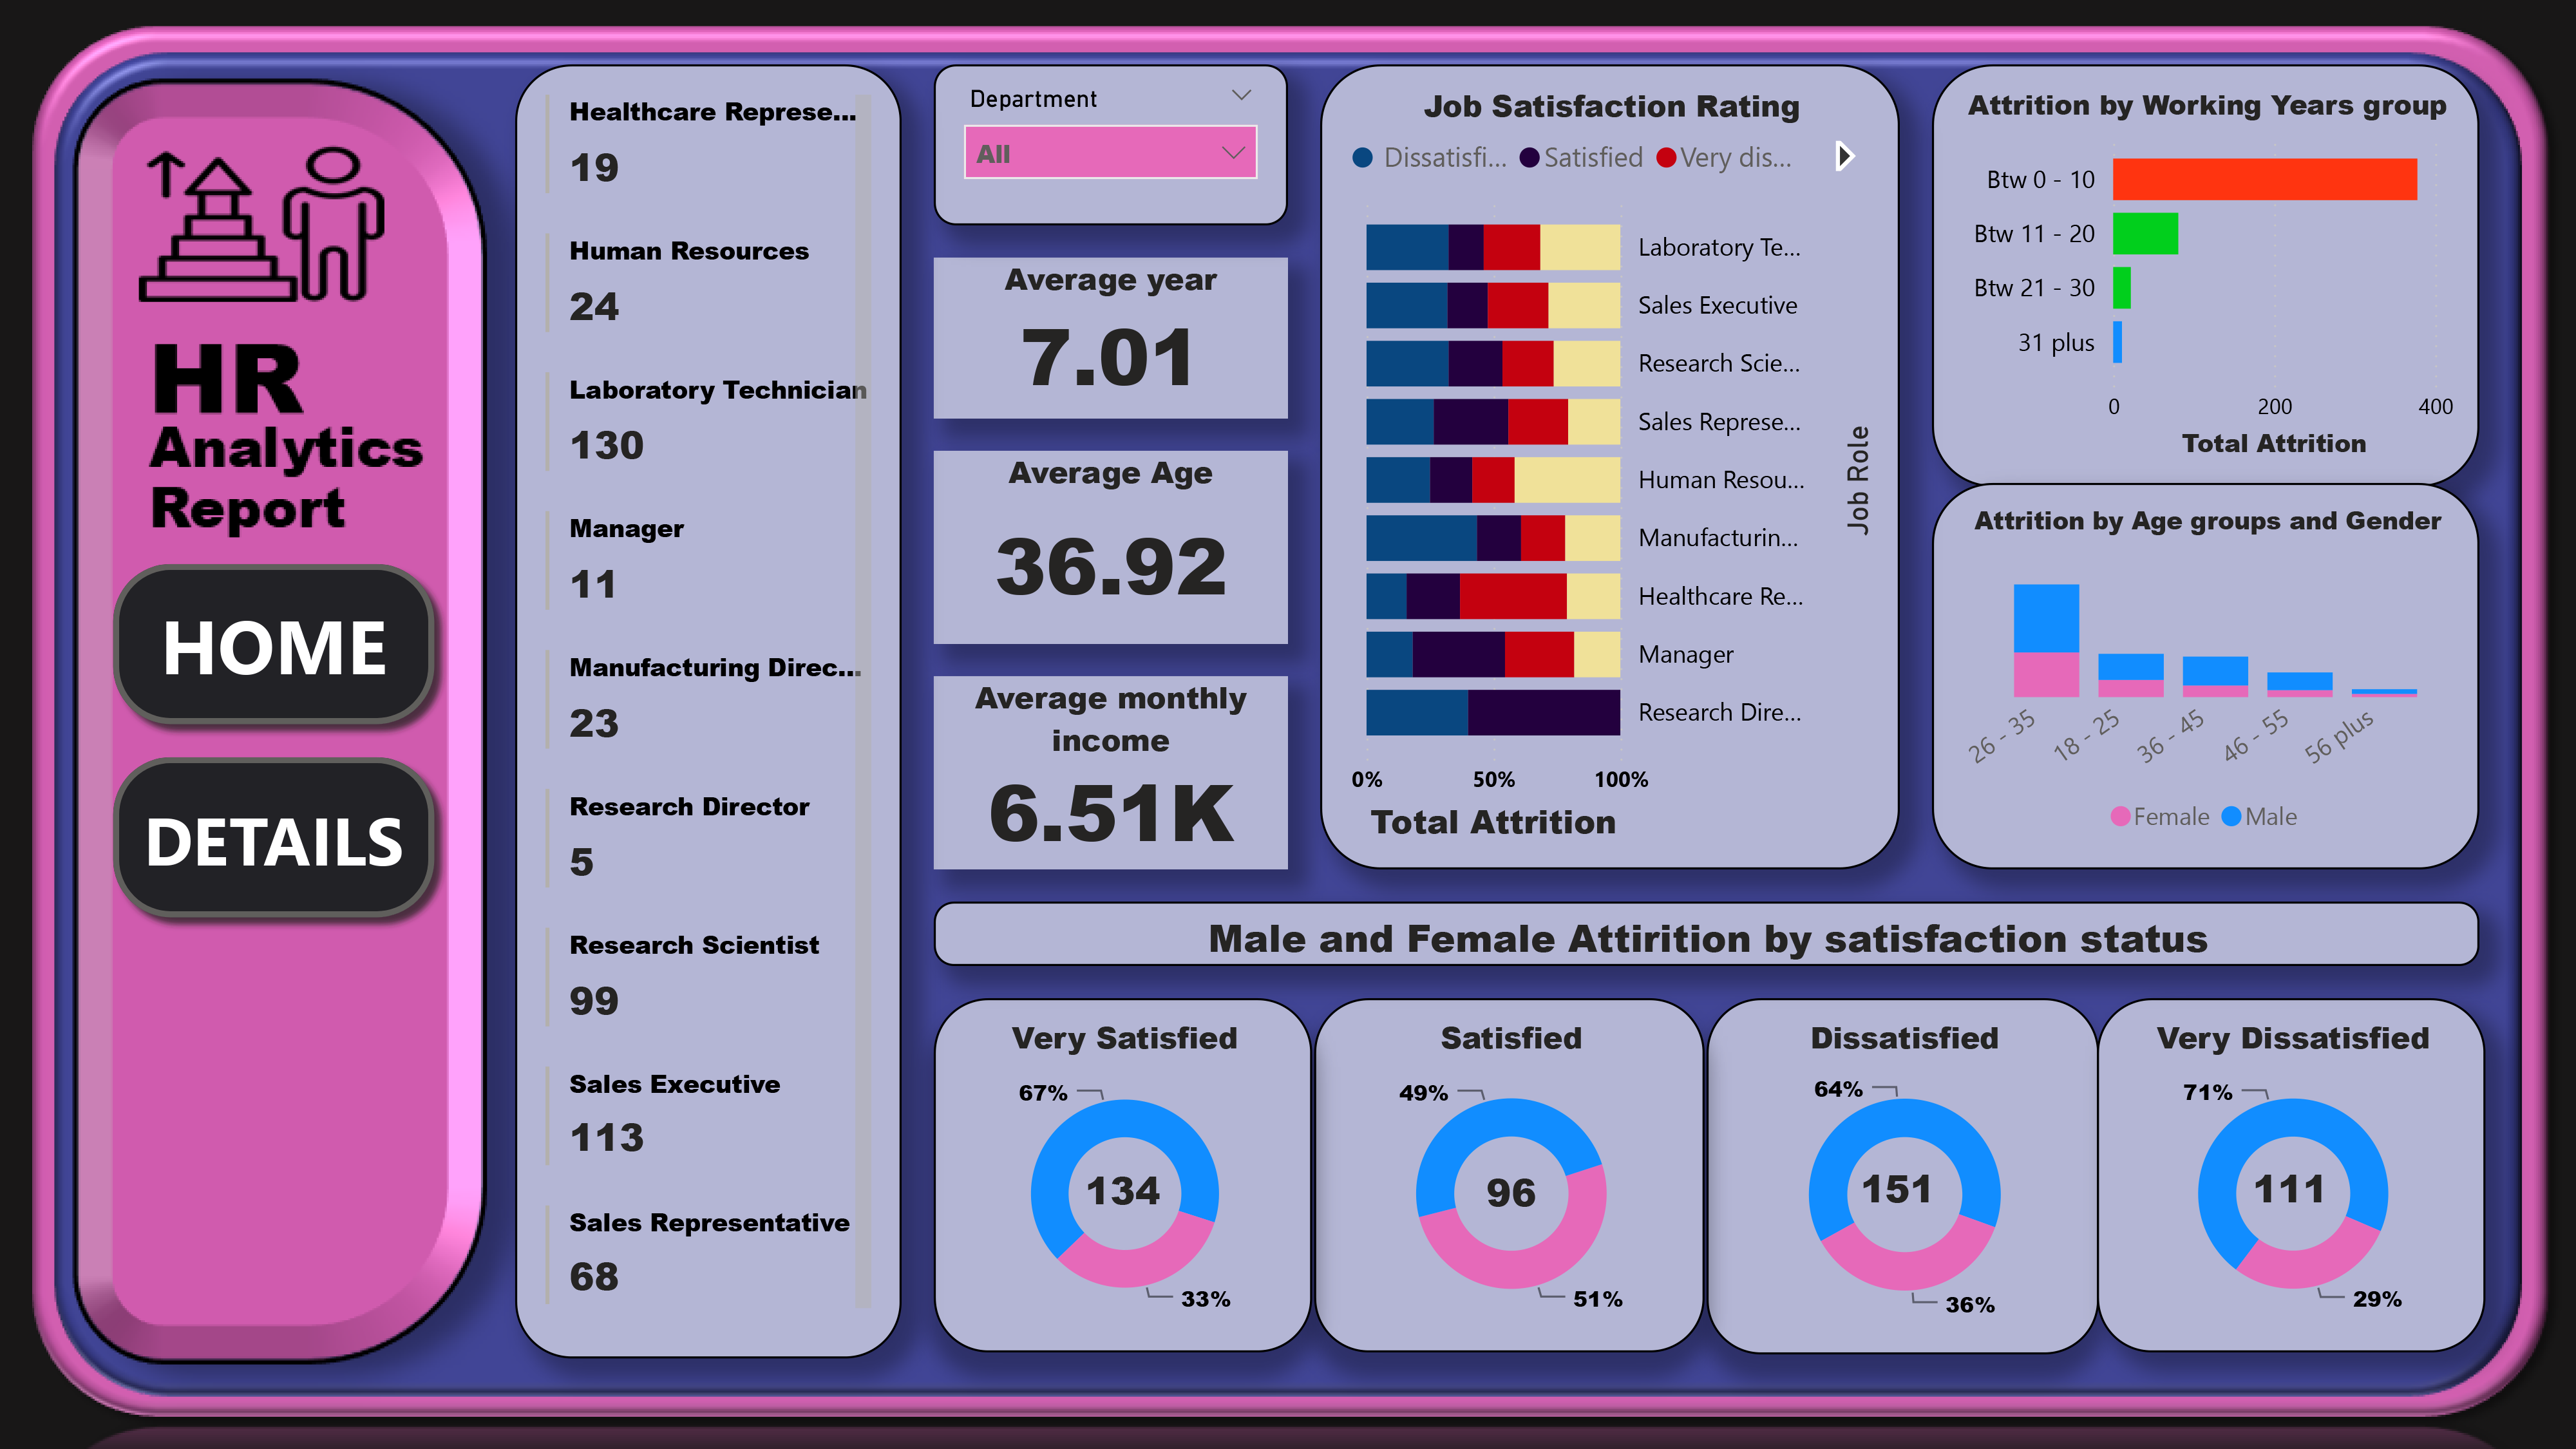 HR
Analytics
Report
HOME
DETAILS
Healthcare Represe...
19
Human Resources
24
Laboratory Technician
130
Manager
11
Manufacturing Direc...
23
Research Director
5
Research Scientist
99
Sales Executive
113
Sales Representative
68
Department
All
Average year
7.01
Average Age
36.92
Average monthly
income
6.51K
Job Satisfaction Rating
Dissatisfi... Satisfied Very dis...
Laboratory Te...
Sales Executive
Research Scie...
Sales Represe...
Human Resou...
Manufacturin...
Healthcare Re...
Manager
Research Dire...
Job Role
0% 50% 100%
Total Attrition
Attrition by Working Years group
Btw 0 - 10
Btw 11 - 20
Btw 21 - 30
31 plus
0 200 400
Total Attrition
Attrition by Age groups and Gender
26 - 35 18 - 25 36 - 45 46 - 55 56 plus
Female Male
Male and Female Attirition by satisfaction status
Very Satisfied
67%
134
33%
Satisfied
49%
96
51%
Dissatisfied
64%
151
36%
Very Dissatisfied
71%
111
29%